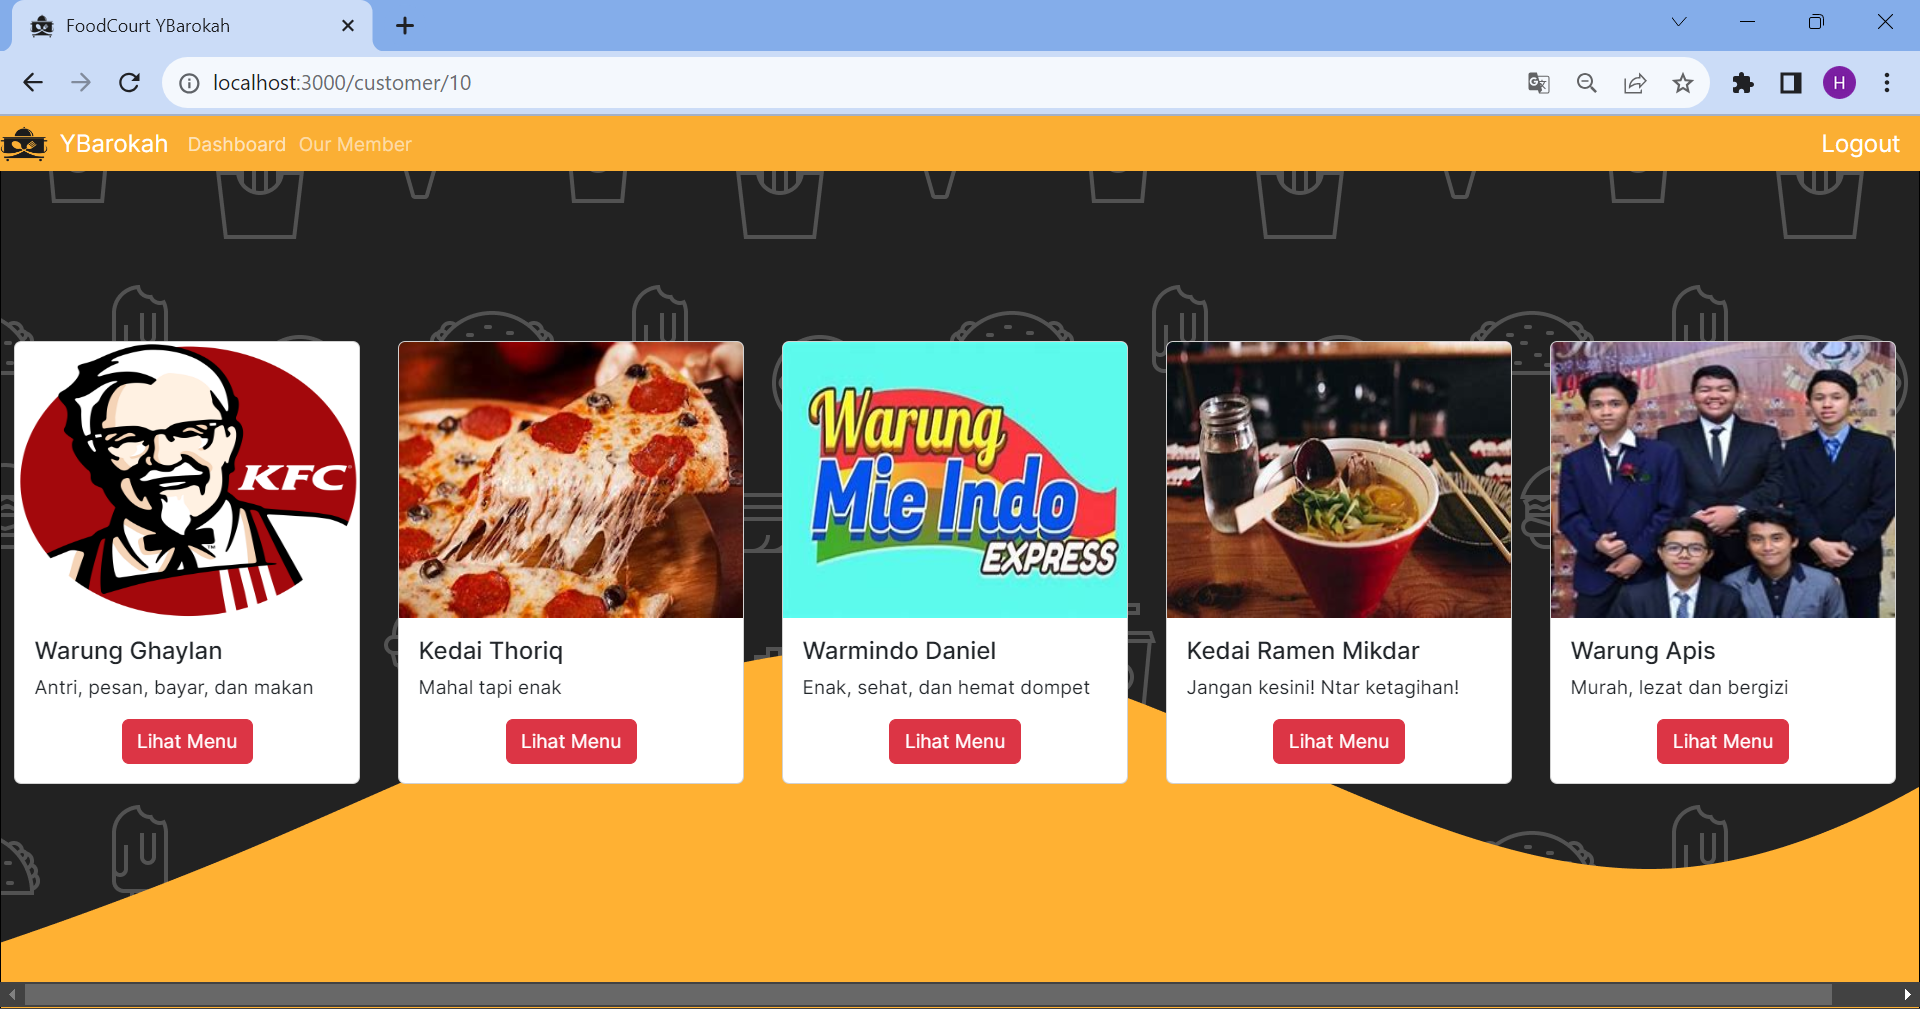 FoodCourt YBarokah
localhost:3000/customer/10
H
YBarokah Dashboard Our Member Logout
KFC
Warung Ghaylan
Antri, pesan, bayar, dan makan
Lihat Menu
Kedai Thoriq
Mahal tapi enak
Lihat Menu
Warung
Mie Indo
EXPRESS
Warmindo Daniel
Enak, sehat, dan hemat dompet
Lihat Menu
Kedai Ramen Mikdar
Jangan kesini! Ntar ketagihan!
Lihat Menu
Warung Apis
Murah, lezat dan bergizi
Lihat Menu